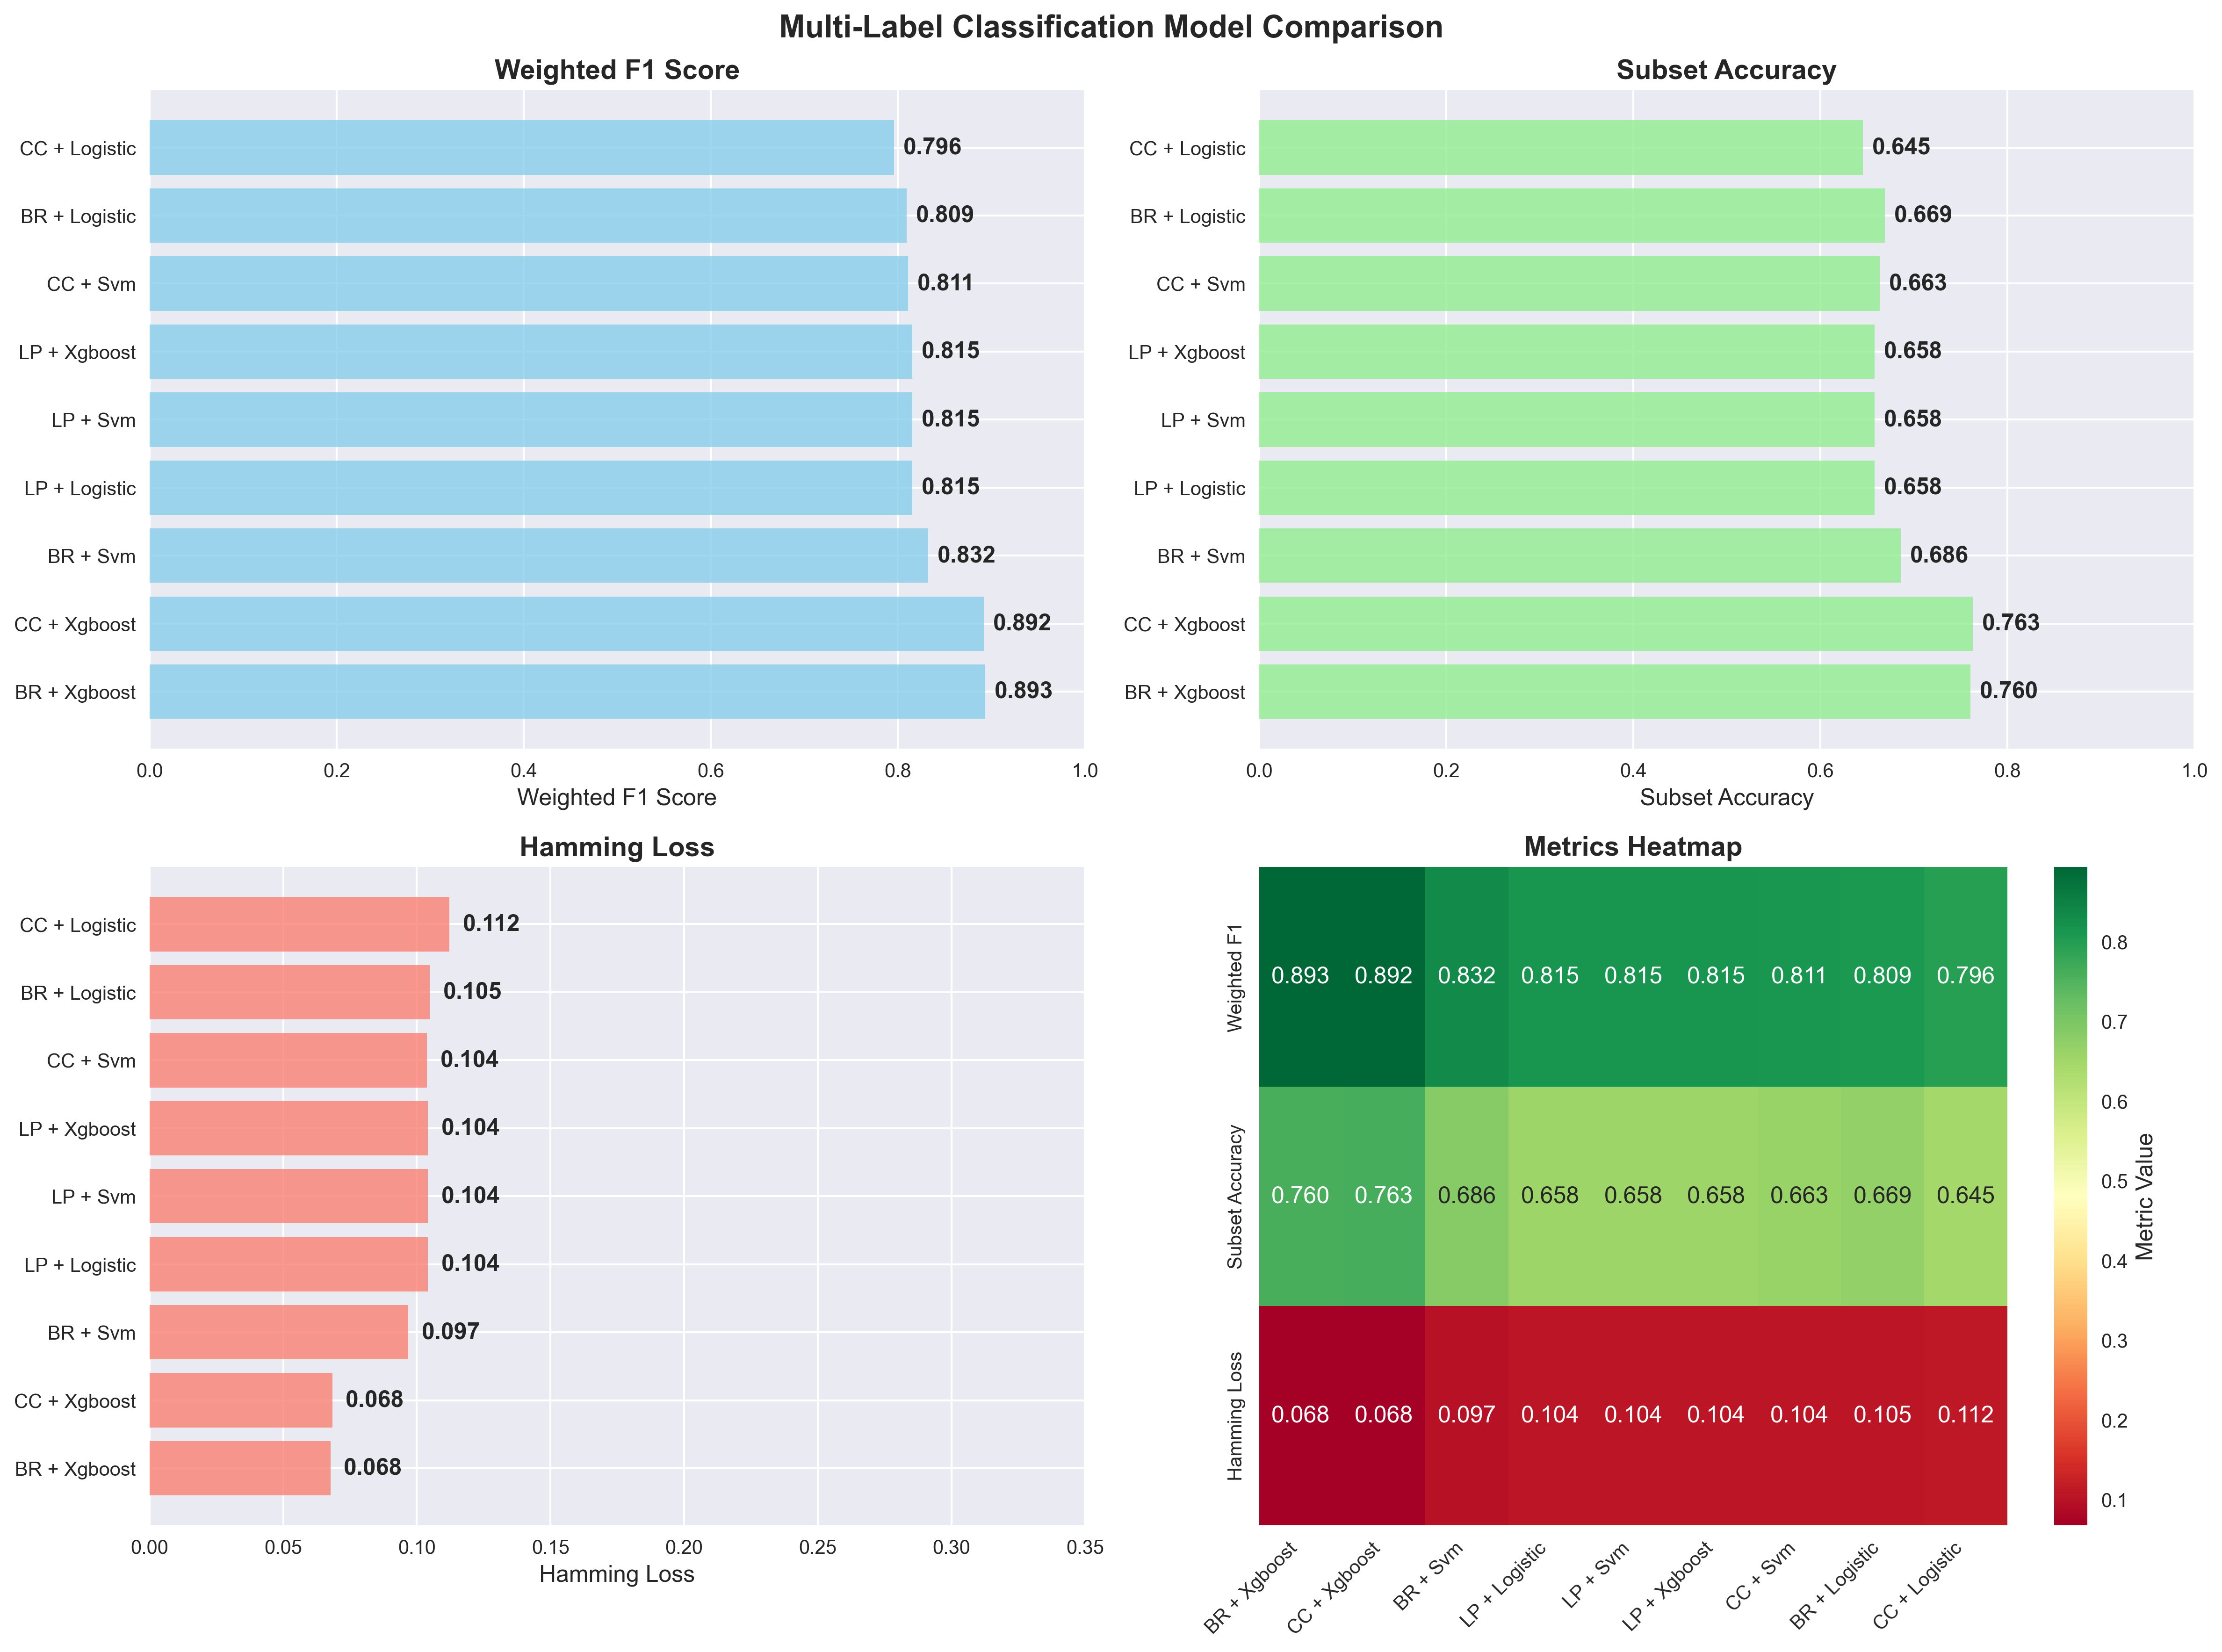 Multi-Label Classification Model Comparison
Weighted F1 Score
CC + Logistic 0.796
BR + Logistic 0.809
CC + Svm 0.811
LP + Xgboost 0.815
LP + Svm 0.815
LP + Logistic 0.815
BR + Svm 0.832
CC + Xgboost 0.892
BR + Xgboost 0.893
0.0 0.2 0.4 0.6 0.8 1.0
Weighted F1 Score
Subset Accuracy
CC + Logistic 0.645
BR + Logistic 0.669
CC + Svm 0.663
LP + Xgboost 0.658
LP + Svm 0.658
LP + Logistic 0.658
BR + Svm 0.686
CC + Xgboost 0.763
BR + Xgboost 0.760
0.0 0.2 0.4 0.6 0.8 1.0
Subset Accuracy
Hamming Loss
CC + Logistic 0.112
BR + Logistic 0.105
CC + Svm 0.104
LP + Xgboost 0.104
LP + Svm 0.104
LP + Logistic 0.104
BR + Svm 0.097
CC + Xgboost 0.068
BR + Xgboost 0.068
0.00 0.05 0.10 0.15 0.20 0.25 0.30 0.35
Hamming Loss
Metrics Heatmap
Weighted F1
0.893 0.892 0.832 0.815 0.815 0.815 0.811 0.809 0.796
Subset Accuracy
0.760 0.763 0.686 0.658 0.658 0.658 0.663 0.669 0.645
Hamming Loss
0.068 0.068 0.097 0.104 0.104 0.104 0.104 0.105 0.112
BR + Xgboost
CC + Xgboost
BR + Svm
LP + Logistic
LP + Svm
LP + Xgboost
CC + Svm
BR + Logistic
CC + Logistic
0.8
0.7
0.6
0.5
0.4
0.3
0.2
0.1
Metric Value